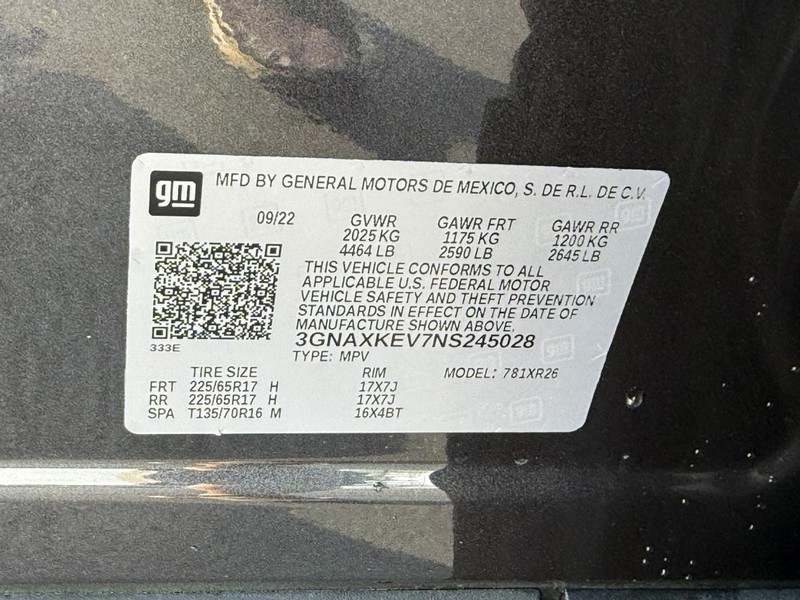 gm MFD BY GENERAL MOTORS DE MEXICO, S. DE R.L. DE C.V.
09/22 GVWR GAWR FRT GAWR RR
2025 KG 1175 KG 1200 KG
4464 LB 2590 LB 2645 LB
THIS VEHICLE CONFORMS TO ALL
APPLICABLE U.S. FEDERAL MOTOR
VEHICLE SAFETY AND THEFT PREVENTION
STANDARDS IN EFFECT ON THE DATE OF
MANUFACTURE SHOWN ABOVE.
333E 3GNAXKEV7NS245028
TYPE: MPV
TIRE SIZE RIM MODEL: 781XR26
FRT 225/65R17 H 17X7J
RR 225/65R17 H 17X7J
SPA T135/70R16 M 16X4BT